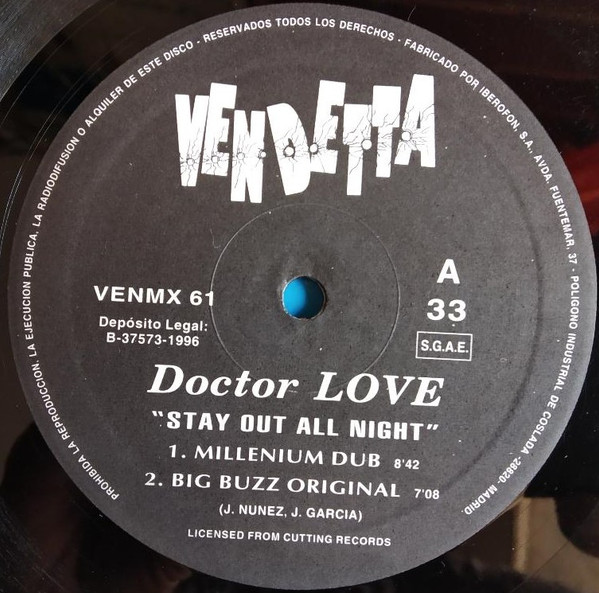 PROHIBIDA LA REPRODUCCION, LA EJECUCION PUBLICA, LA RADIODIFUSION O ALQUILER DE ESTE DISCO - RESERVADOS TODOS LOS DERECHOS - FABRICADO POR IBEROFON, S.A., AVDA. FUENTEMAR, 37 - POLIGONO INDUSTRIAL DE COSLADA -28820- MADRID.
VENDETTA
VENMX 61
Depósito Legal:
B-37573-1996
A
33
S.G.A.E.
Doctor LOVE
"STAY OUT ALL NIGHT"
1. MILLENIUM DUB 8'42
2. BIG BUZZ ORIGINAL 7'08
(J. NUNEZ, J. GARCIA)
LICENSED FROM CUTTING RECORDS